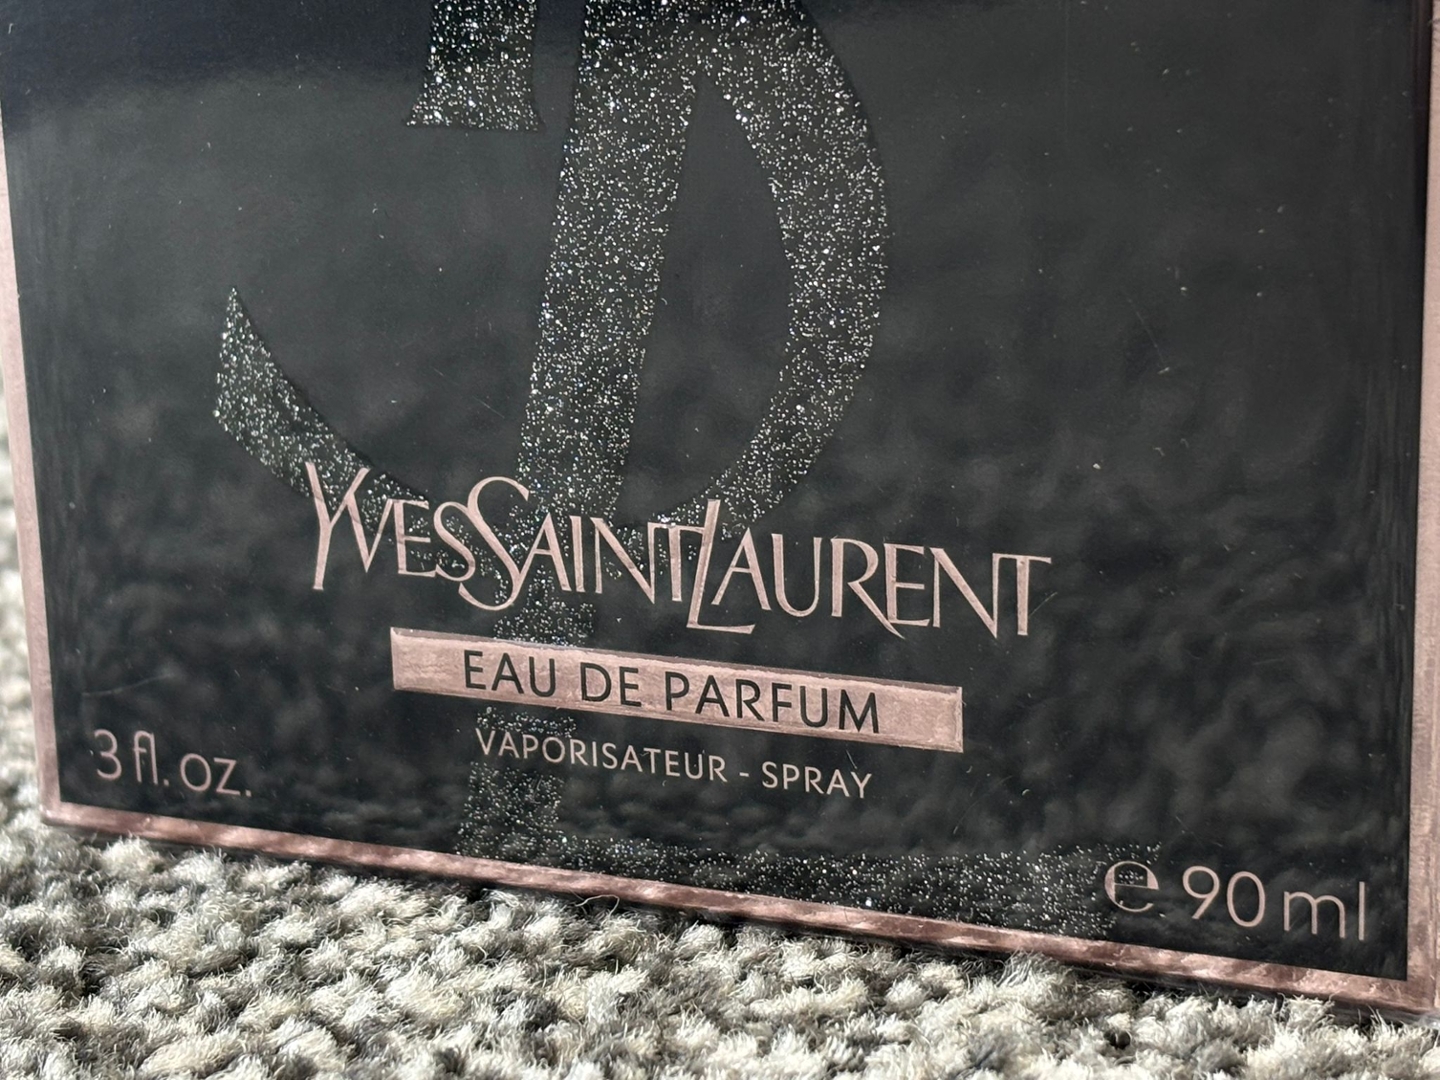 YVESSAINTLAURENT
EAU DE PARFUM
VAPORISATEUR - SPRAY
3 fl. oz.
℮ 90 ml